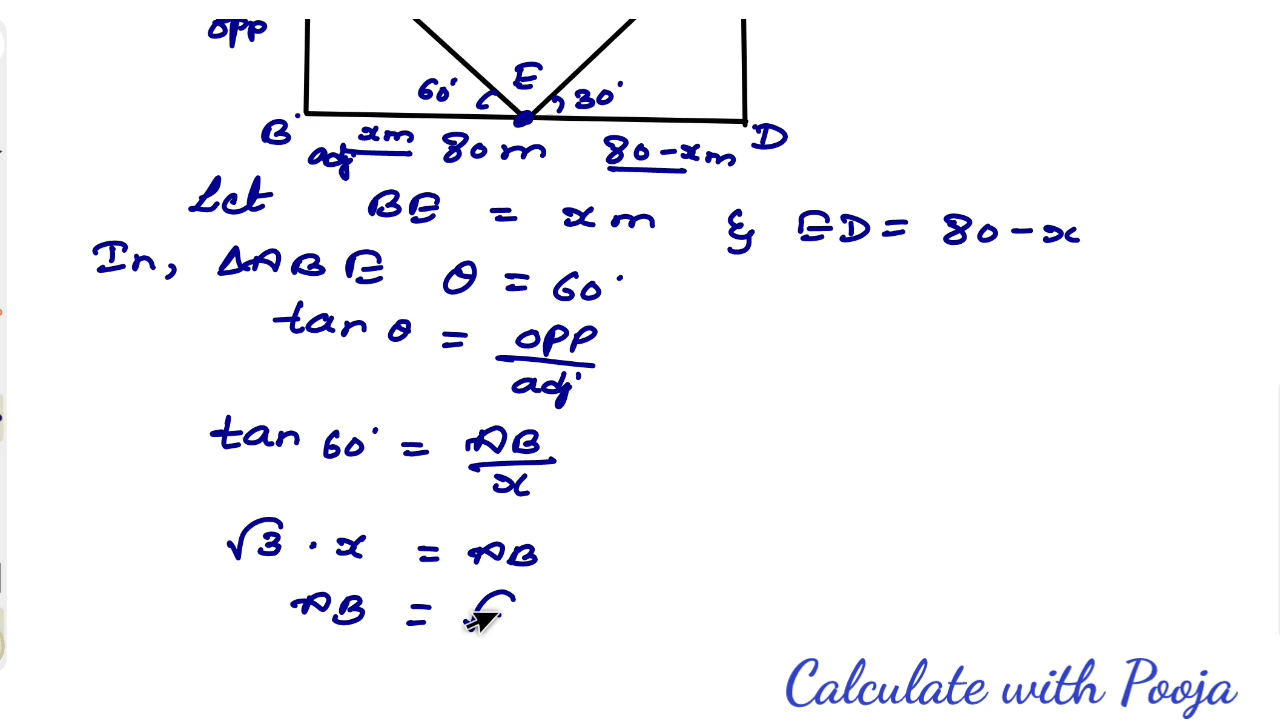 opp
E
60° 30°
B D
adj xm 80 m 80-xm
Let BE = x m & ED = 80-x
In, ΔABE θ = 60°
tan θ = opp/adj
tan 60° = AB/x
√3 · x = AB
AB = √
Calculate with Pooja